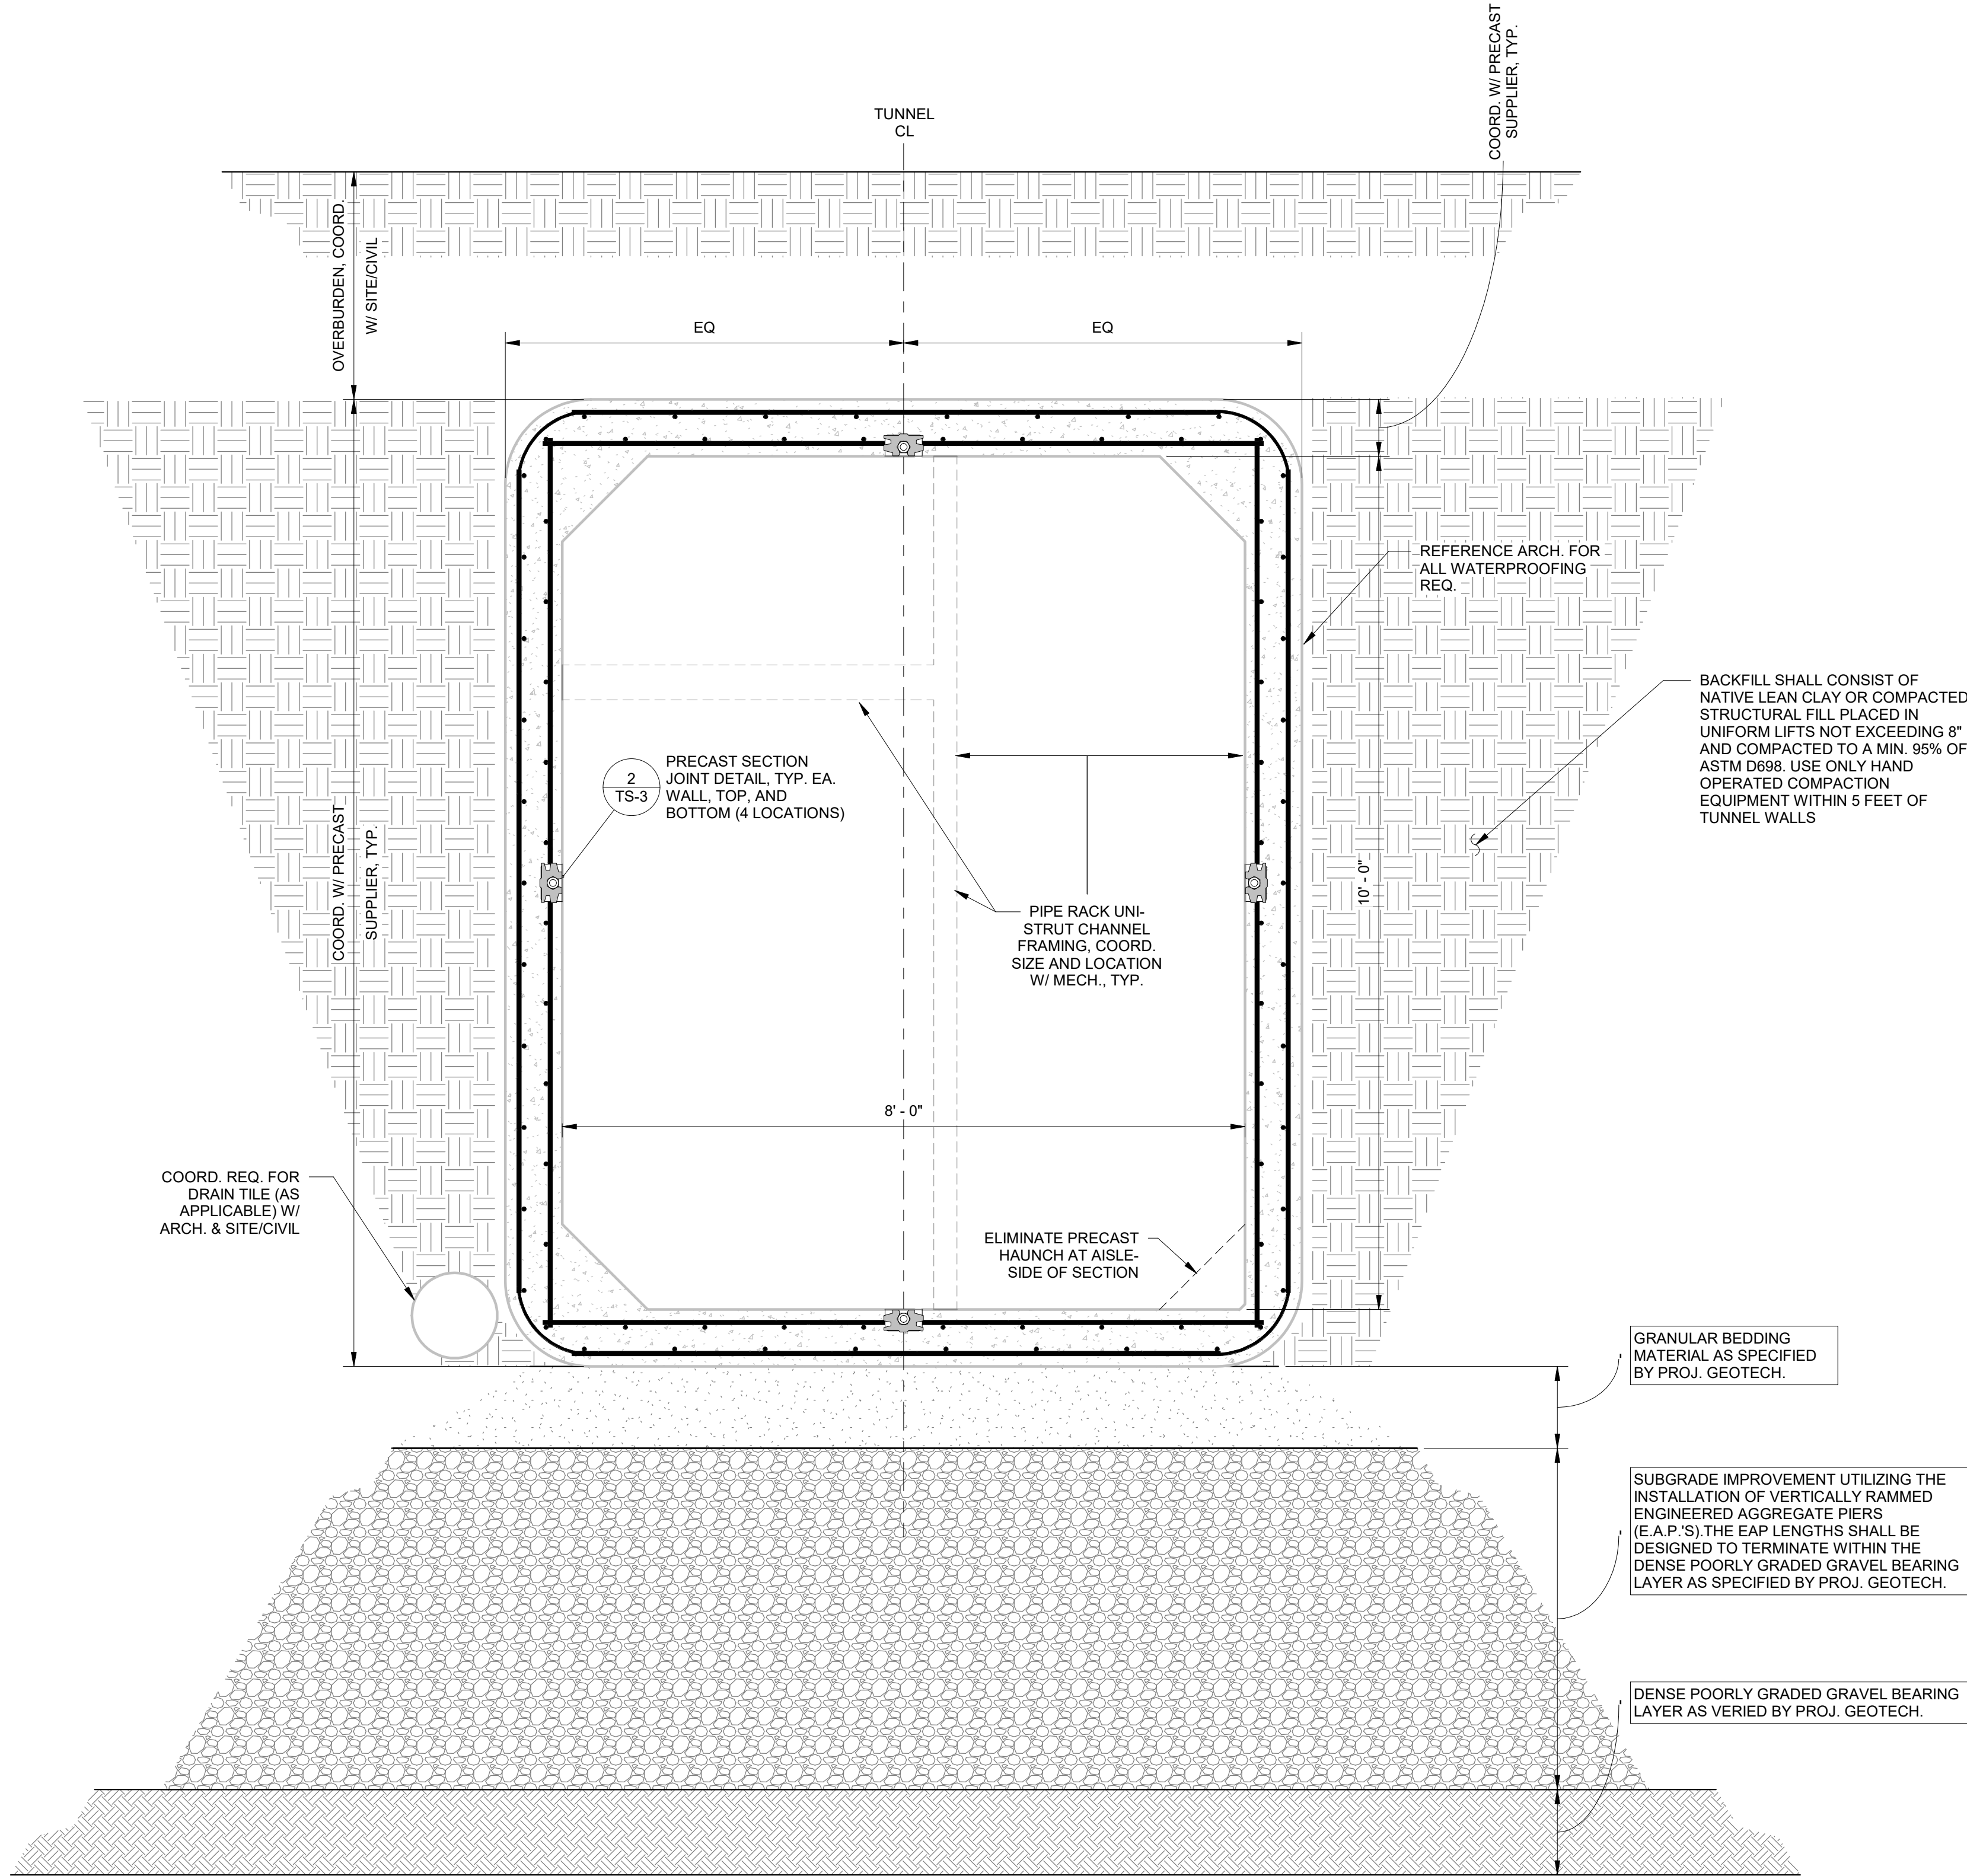 COORD. W/ PRECAST
SUPPLIER, TYP.
TUNNEL
CL
OVERBURDEN, COORD.
W/ SITE/CIVIL
EQ
EQ
REFERENCE ARCH. FOR
ALL WATERPROOFING
REQ.
BACKFILL SHALL CONSIST OF
NATIVE LEAN CLAY OR COMPACTED
STRUCTURAL FILL PLACED IN
UNIFORM LIFTS NOT EXCEEDING 8"
AND COMPACTED TO A MIN. 95% OF
ASTM D698. USE ONLY HAND
OPERATED COMPACTION
EQUIPMENT WITHIN 5 FEET OF
TUNNEL WALLS
2
TS-3
PRECAST SECTION
JOINT DETAIL, TYP. EA.
WALL, TOP, AND
BOTTOM (4 LOCATIONS)
COORD. W/ PRECAST
SUPPLIER, TYP.
10' - 0"
PIPE RACK UNI-
STRUT CHANNEL
FRAMING, COORD.
SIZE AND LOCATION
W/ MECH., TYP.
8' - 0"
COORD. REQ. FOR
DRAIN TILE (AS
APPLICABLE) W/
ARCH. & SITE/CIVIL
ELIMINATE PRECAST
HAUNCH AT AISLE-
SIDE OF SECTION
GRANULAR BEDDING
MATERIAL AS SPECIFIED
BY PROJ. GEOTECH.
SUBGRADE IMPROVEMENT UTILIZING THE
INSTALLATION OF VERTICALLY RAMMED
ENGINEERED AGGREGATE PIERS
(E.A.P.'S).THE EAP LENGTHS SHALL BE
DESIGNED TO TERMINATE WITHIN THE
DENSE POORLY GRADED GRAVEL BEARING
LAYER AS SPECIFIED BY PROJ. GEOTECH.
DENSE POORLY GRADED GRAVEL BEARING
LAYER AS VERIED BY PROJ. GEOTECH.